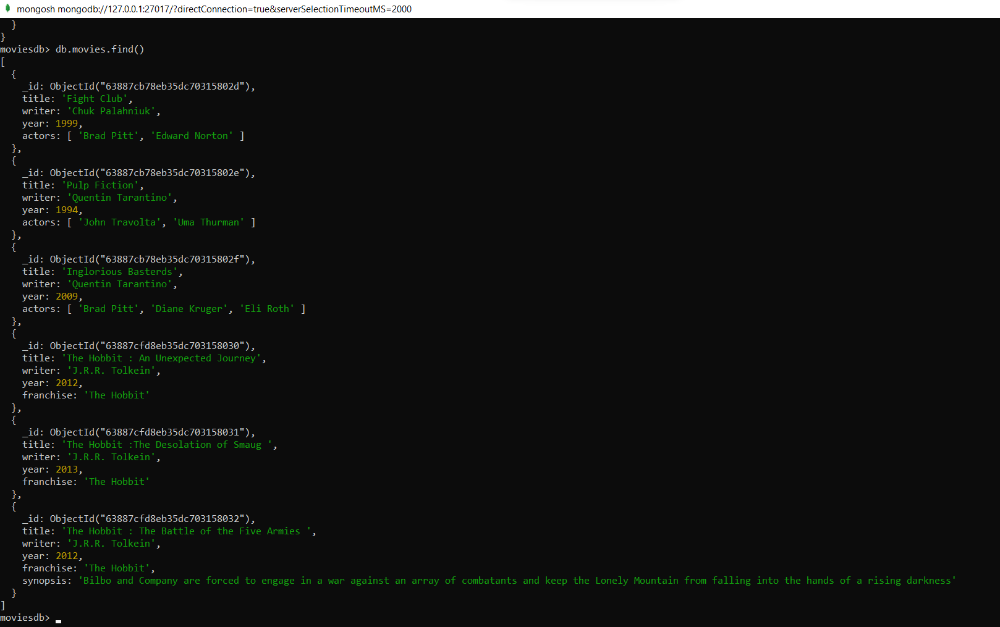 mongosh mongodb://127.0.0.1:27017/?directConnection=true&serverSelectionTimeoutMS=2000
  }
}
moviesdb> db.movies.find()
[
  {
    _id: ObjectId("63887cb78eb35dc70315802d"),
    title: 'Fight Club',
    writer: 'Chuk Palahniuk',
    year: 1999,
    actors: [ 'Brad Pitt', 'Edward Norton' ]
  },
  {
    _id: ObjectId("63887cb78eb35dc70315802e"),
    title: 'Pulp Fiction',
    writer: 'Quentin Tarantino',
    year: 1994,
    actors: [ 'John Travolta', 'Uma Thurman' ]
  },
  {
    _id: ObjectId("63887cb78eb35dc70315802f"),
    title: 'Inglorious Basterds',
    writer: 'Quentin Tarantino',
    year: 2009,
    actors: [ 'Brad Pitt', 'Diane Kruger', 'Eli Roth' ]
  },
  {
    _id: ObjectId("63887cfd8eb35dc703158030"),
    title: 'The Hobbit : An Unexpected Journey',
    writer: 'J.R.R. Tolkein',
    year: 2012,
    franchise: 'The Hobbit'
  },
  {
    _id: ObjectId("63887cfd8eb35dc703158031"),
    title: 'The Hobbit :The Desolation of Smaug ',
    writer: 'J.R.R. Tolkein',
    year: 2013,
    franchise: 'The Hobbit'
  },
  {
    _id: ObjectId("63887cfd8eb35dc703158032"),
    title: 'The Hobbit : The Battle of the Five Armies ',
    writer: 'J.R.R. Tolkein',
    year: 2012,
    franchise: 'The Hobbit',
    synopsis: 'Bilbo and Company are forced to engage in a war against an array of combatants and keep the Lonely Mountain from falling into the hands of a rising darkness'
  }
]
moviesdb>